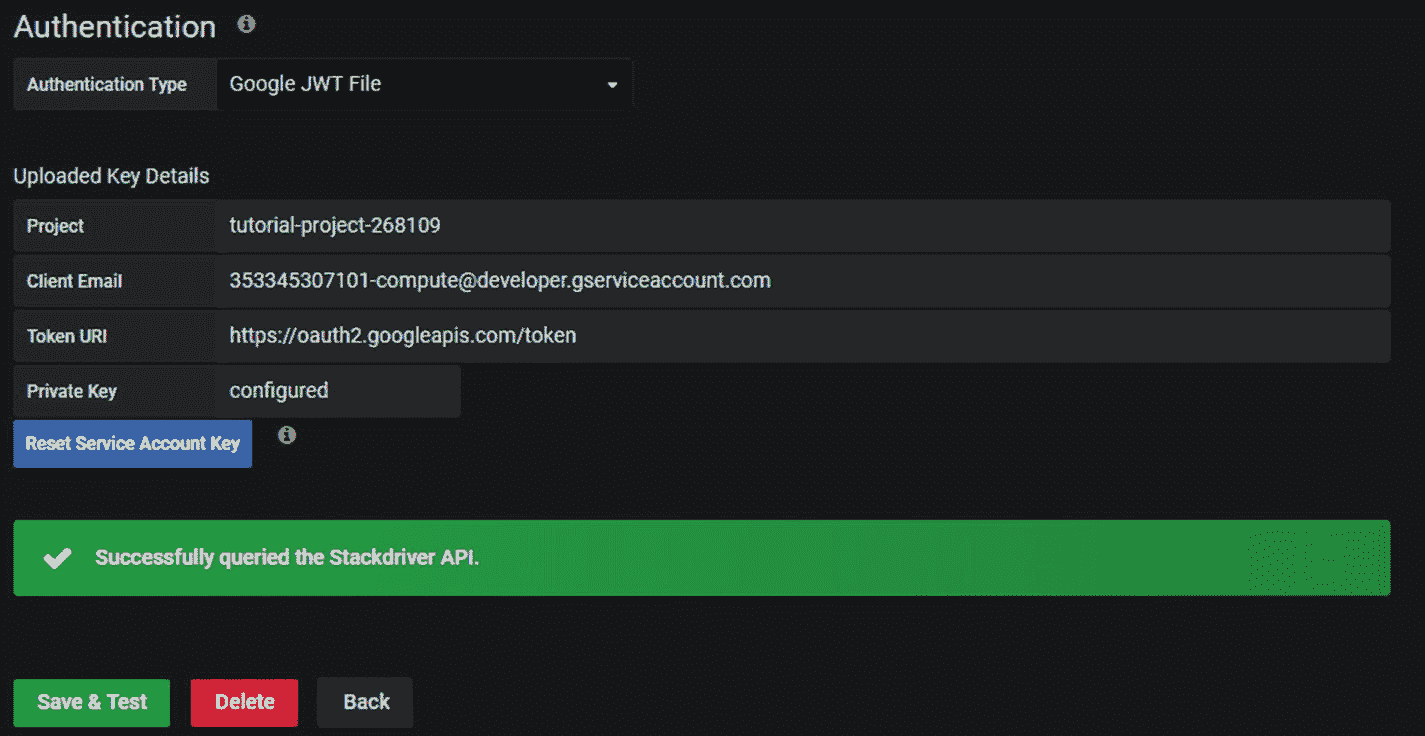 Authentication
Authentication Type Google JWT File
Uploaded Key Details
Project tutorial-project-268109
Client Email 353345307101-compute@developer.gserviceaccount.com
Token URI https://oauth2.googleapis.com/token
Private Key configured
Reset Service Account Key
Successfully queried the Stackdriver API.
Save & Test Delete Back